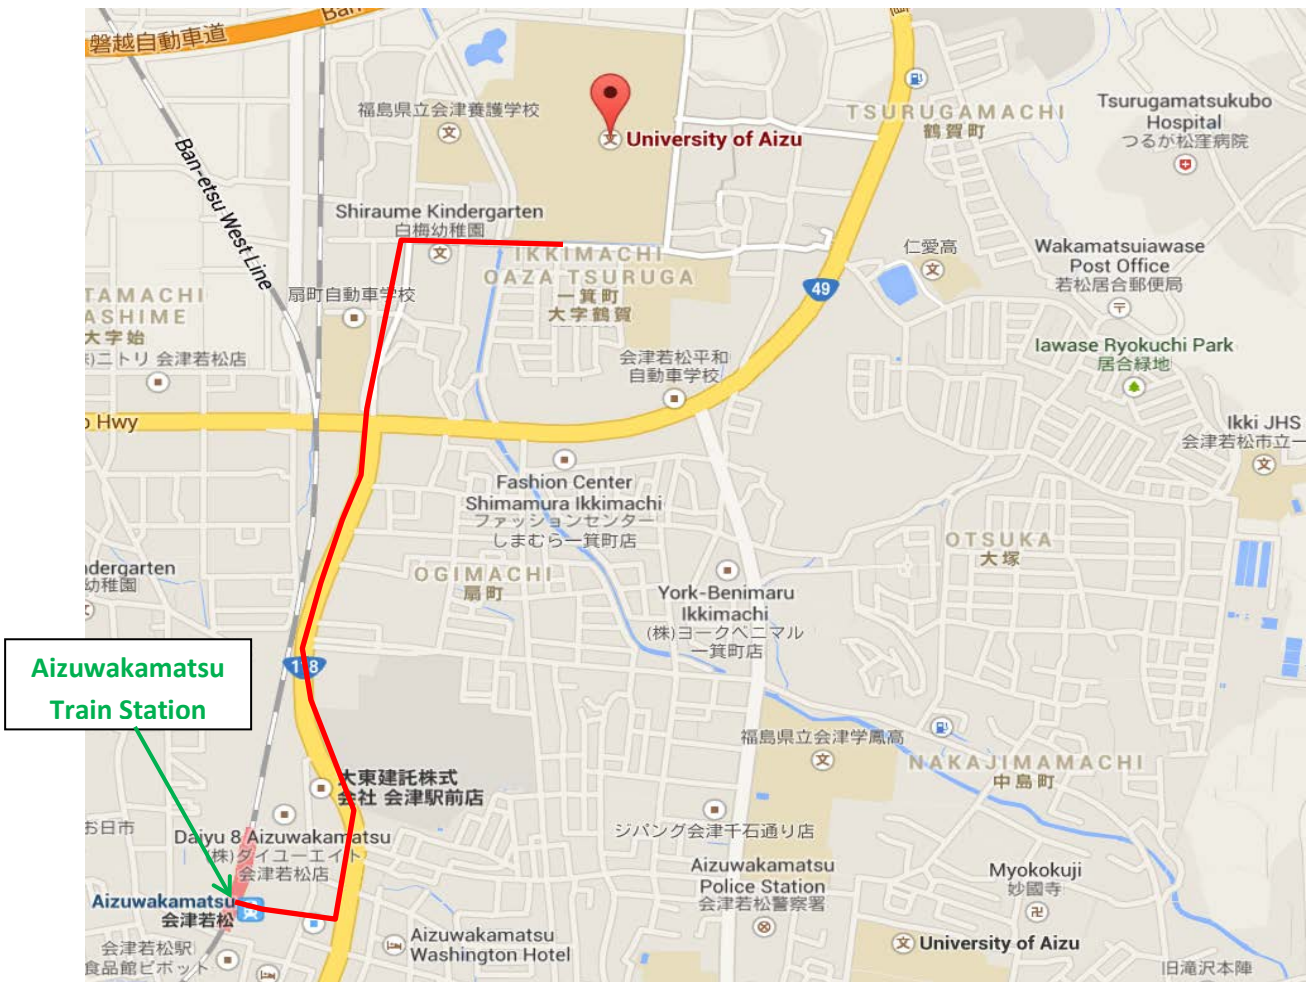 磐越自動車道
Ban
福島県立会津養護学校
University of Aizu
TSURUGAMACHI
鶴賀町
Tsurugamatsukubo
Hospital
つるが松窪病院
Ban-etsu West Line
Shiraume Kindergarten
白梅幼稚園
IKKIMACHI
OAZA TSURUGA
一箕町
大字鶴賀
仁愛高
Wakamatsuiawase
Post Office
若松居合郵便局
TAMACHI
ASHIME
大字始
扇町自動車学校
49
ニトリ 会津若松店
会津若松平和
自動車学校
Iawase Ryokuchi Park
居合緑地
o Hwy
Ikki JHS
会津若松市立一
Fashion Center
Shimamura Ikkimachi
ファッションセンター
しまむら一箕町店
OTSUKA
大塚
ndergarten
幼稚園
OGIMACHI
扇町
York-Benimaru
Ikkimachi
(株)ヨークベニマル
一箕町店
Aizuwakamatsu
Train Station
118
福島県立会津学鳳高
NAKAJIMAMACHI
中島町
大東建託株式
会社 会津駅前店
お日市
Daiyu 8 Aizuwakamatsu
(株)ダイユーエイト
会津若松店
ジパング会津千石通り店
Aizuwakamatsu
Police Station
会津若松警察署
Myokokuji
妙國寺
Aizuwakamatsu
会津若松
会津若松駅
食品館ピボット
Aizuwakamatsu
Washington Hotel
University of Aizu
旧滝沢本陣